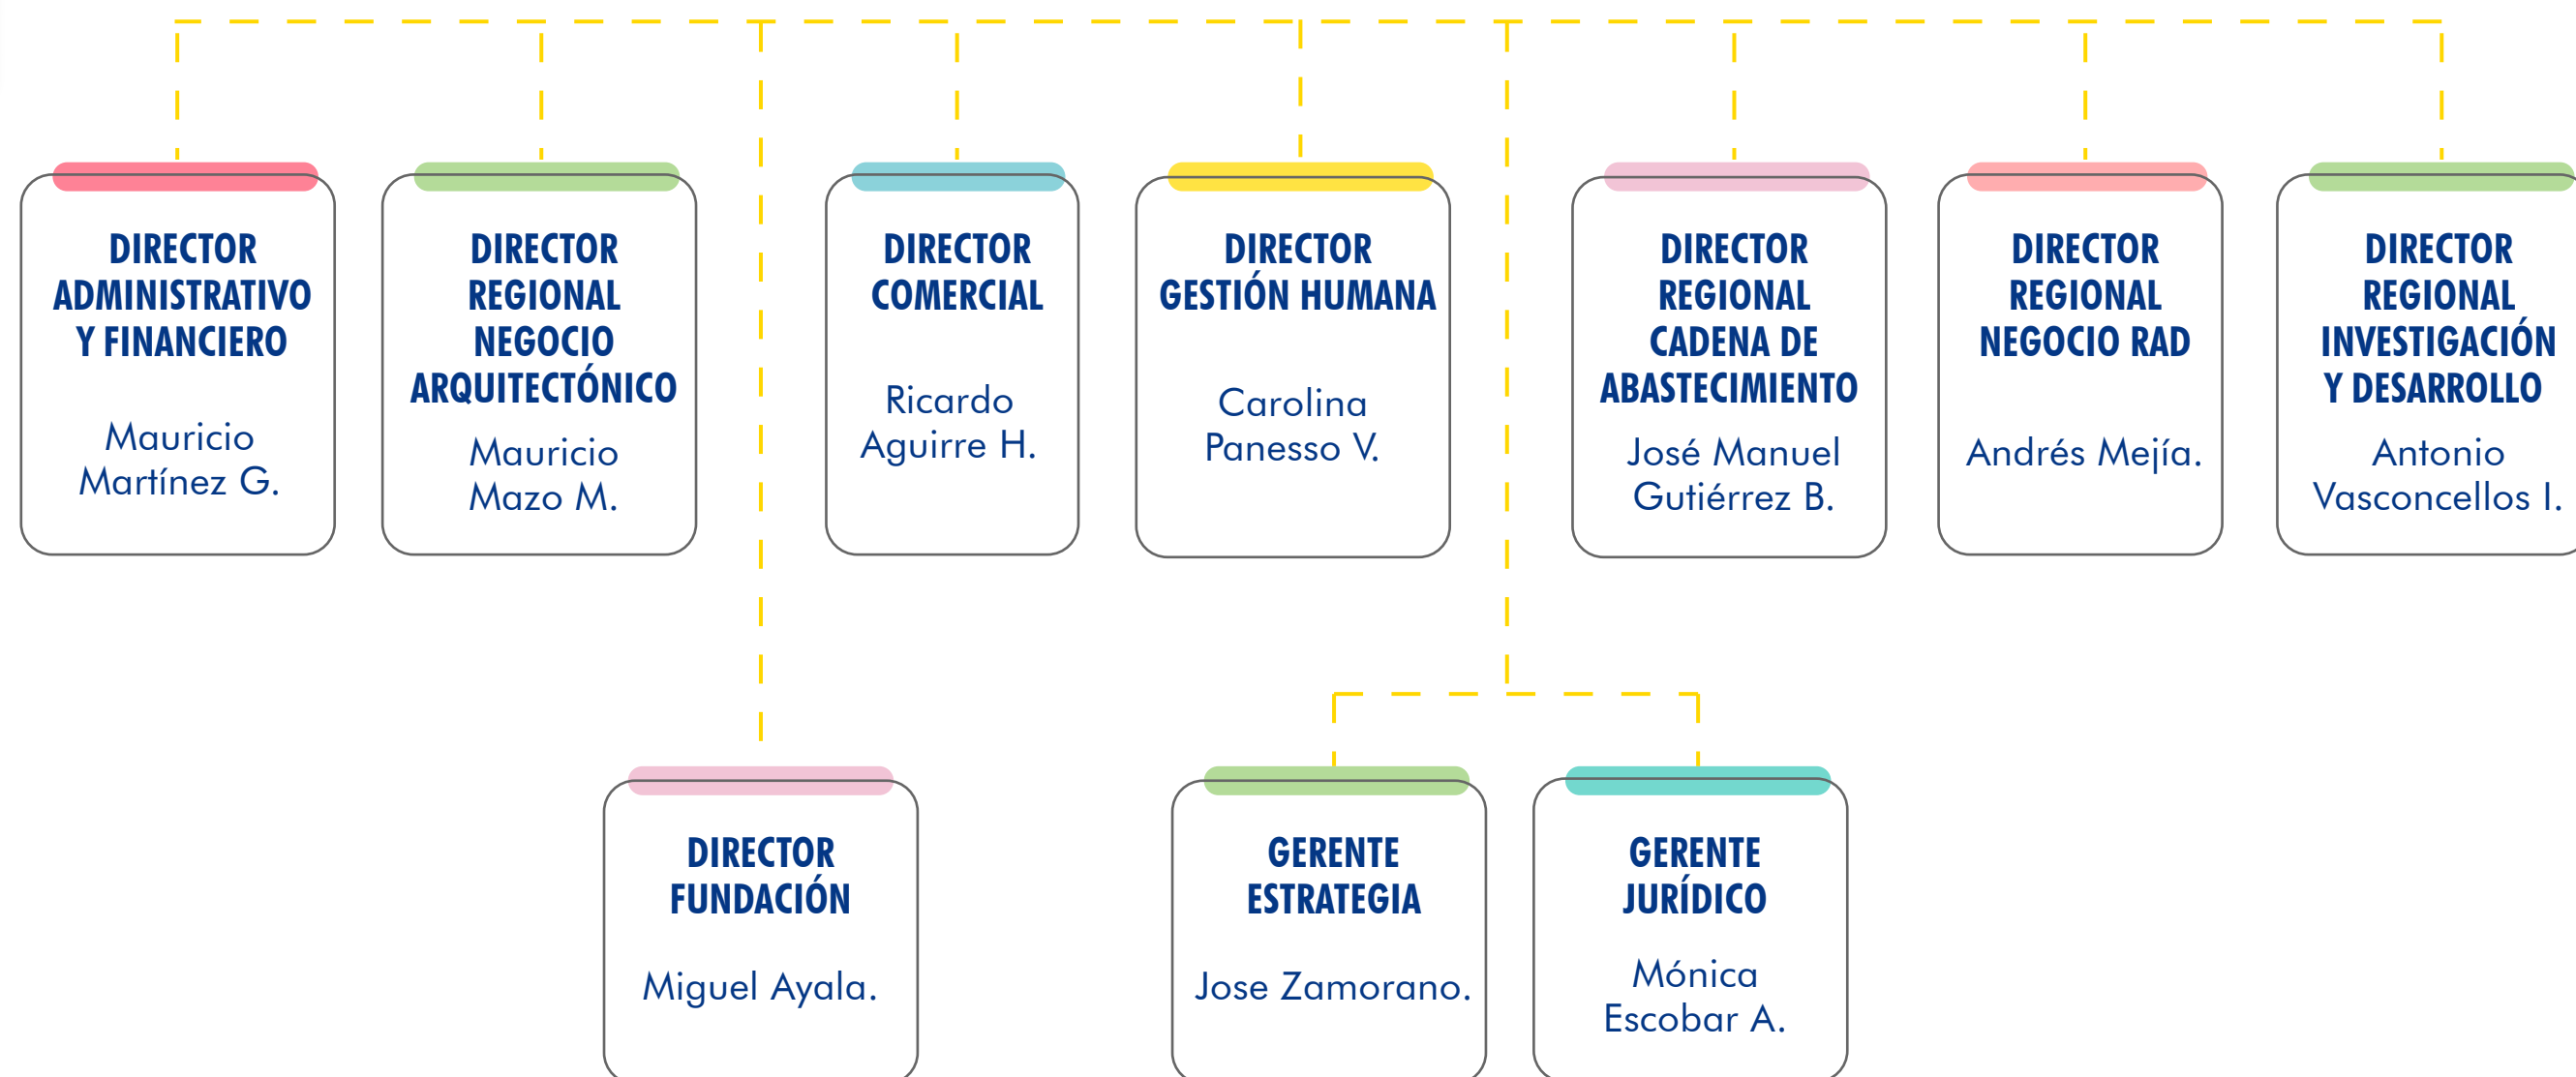 DIRECTOR
ADMINISTRATIVO
Y FINANCIERO
Mauricio
Martínez G.
DIRECTOR
REGIONAL
NEGOCIO
ARQUITECTÓNICO
Mauricio
Mazo M.
DIRECTOR
COMERCIAL
Ricardo
Aguirre H.
DIRECTOR
GESTIÓN HUMANA
Carolina
Panesso V.
DIRECTOR
REGIONAL
CADENA DE
ABASTECIMIENTO
José Manuel
Gutiérrez B.
DIRECTOR
REGIONAL
NEGOCIO RAD
Andrés Mejía.
DIRECTOR
REGIONAL
INVESTIGACIÓN
Y DESARROLLO
Antonio
Vasconcellos I.
DIRECTOR
FUNDACIÓN
Miguel Ayala.
GERENTE
ESTRATEGIA
Jose Zamorano.
GERENTE
JURÍDICO
Mónica
Escobar A.